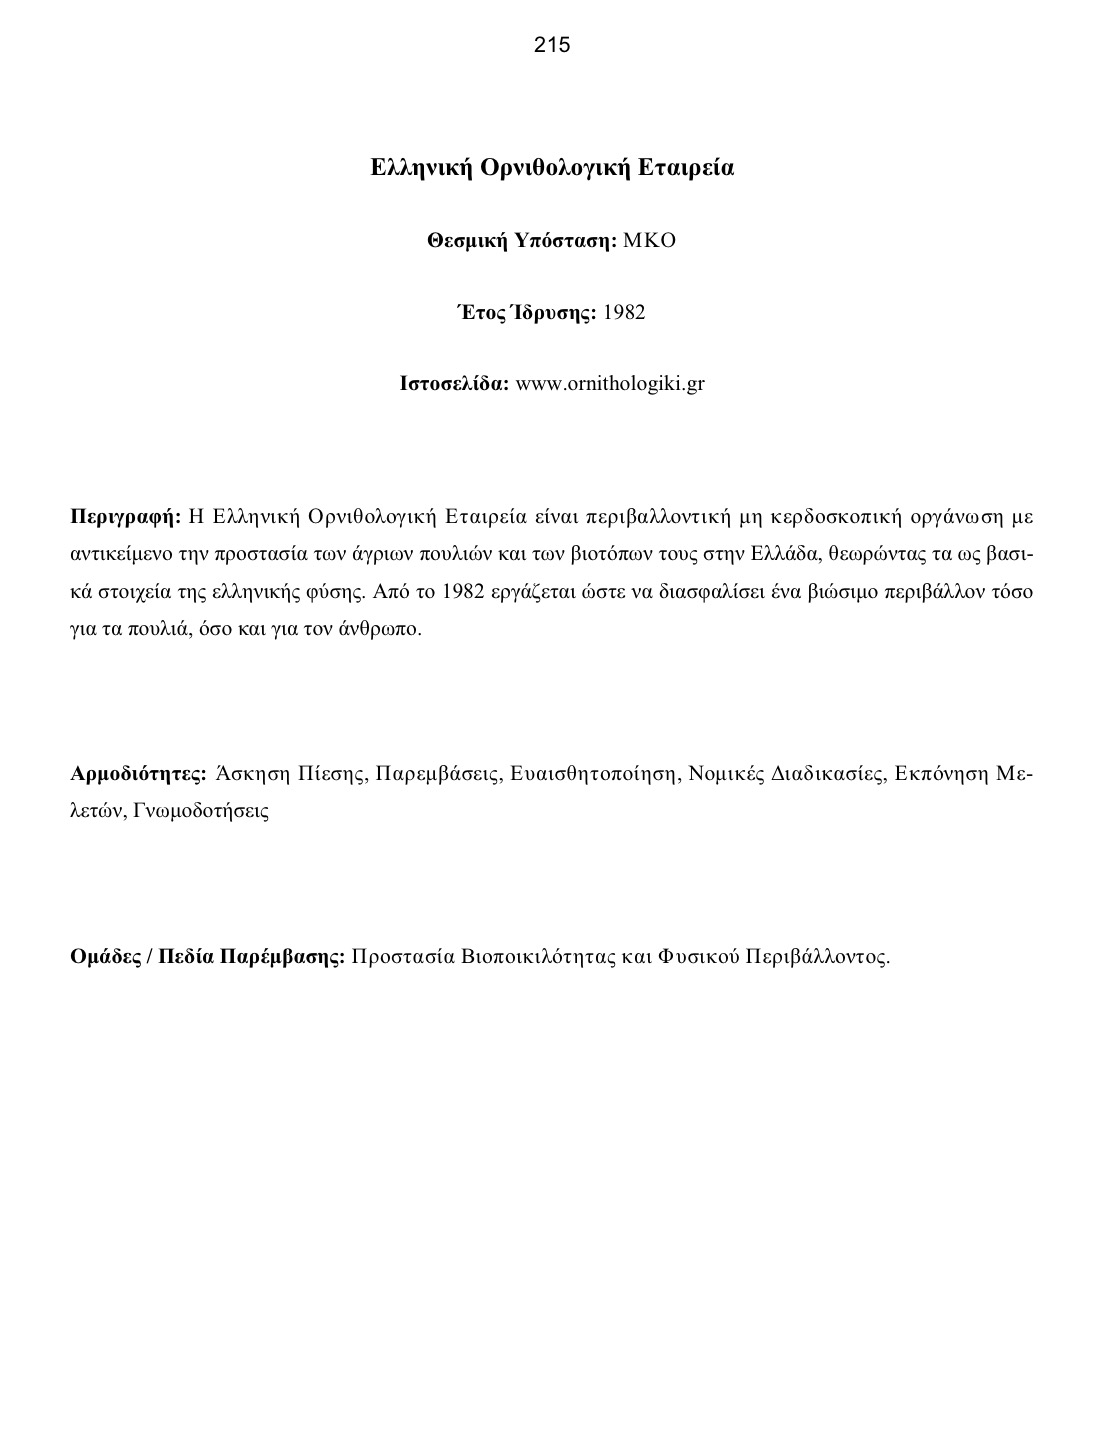 215
Ελληνική Ορνιθολογική Εταιρεία
Θεσμική Υπόσταση: ΜΚΟ
Έτος Ίδρυσης: 1982
Ιστοσελίδα: www.ornithologiki.gr
Περιγραφή: Η Ελληνική Ορνιθολογική Εταιρεία είναι περιβαλλοντική μη κερδοσκοπική οργάνωση με
αντικείμενο την προστασία των άγριων πουλιών και των βιοτόπων τους στην Ελλάδα, θεωρώντας τα ως βασι-
κά στοιχεία της ελληνικής φύσης. Από το 1982 εργάζεται ώστε να διασφαλίσει ένα βιώσιμο περιβάλλον τόσο
για τα πουλιά, όσο και για τον άνθρωπο.
Αρμοδιότητες: Άσκηση Πίεσης, Παρεμβάσεις, Ευαισθητοποίηση, Νομικές Διαδικασίες, Εκπόνηση Με-
λετών, Γνωμοδοτήσεις
Ομάδες / Πεδία Παρέμβασης: Προστασία Βιοποικιλότητας και Φυσικού Περιβάλλοντος.